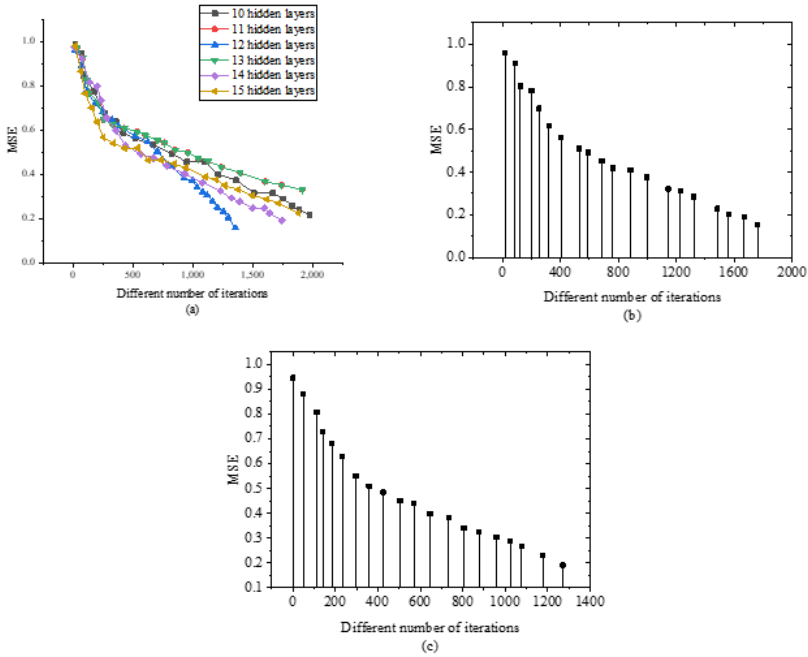 10 hidden layers
11 hidden layers
12 hidden layers
13 hidden layers
14 hidden layers
15 hidden layers
MSE
1.0
0.8
0.6
0.4
0.2
0.0
0
500
1,000
1,500
2,000
Different number of iterations
(a)
MSE
1.0
0.8
0.6
0.4
0.2
0.0
0
400
800
1200
1600
2000
Different number of iterations
(b)
MSE
1.0
0.9
0.8
0.7
0.6
0.5
0.4
0.3
0.2
0.1
0
200
400
600
800
1000
1200
1400
Different number of iterations
(c)